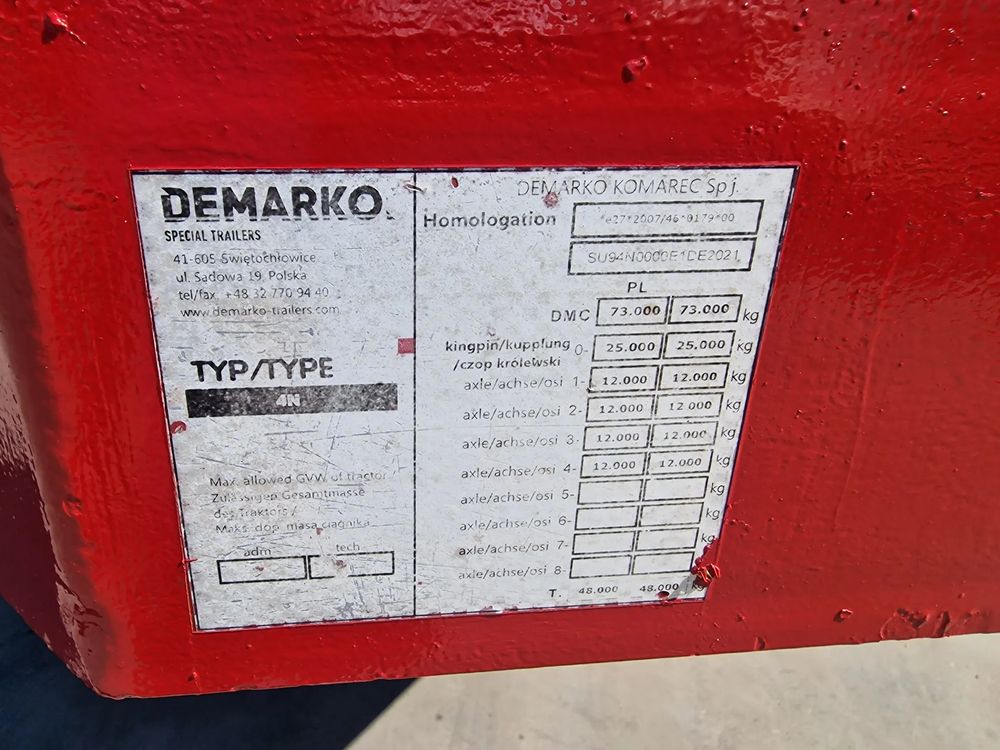 DEMARKO.
SPECIAL TRAILERS
41-605 Świętochłowice
ul. Sadowa 19 Polska
tel/fax. +48 32 770 94 40
www.demarko-trailers.com
TYP/TYPE
4N
Max. allowed GVW of tractor
Zulässigen Gesamtmasse
des Traktors /
Maks. dop. masa ciągnika
adm tech
DEMARKO KOMAREC Sp j.
Homologation *e27*2007/46*0179*00
SU94N0000E1DE2021
PL
DMC 73.000 73.000 kg
kingpin/kupplung
/czop królewski 0- 25.000 25.000 kg
axle/achse/osi 1- 12.000 12.000 kg
axle/achse/osi 2- 12.000 12 000 kg
axle/achse/osi 3- 12.000 12.000 kg
axle/achse/osi 4- 12.000 12.000 kg
axle/achse/osi 5- kg
axle/achse/osi 6- kg
axle/achse/osi 7- kg
axle/achse/osi 8-
T. 48.000 48.000 kg